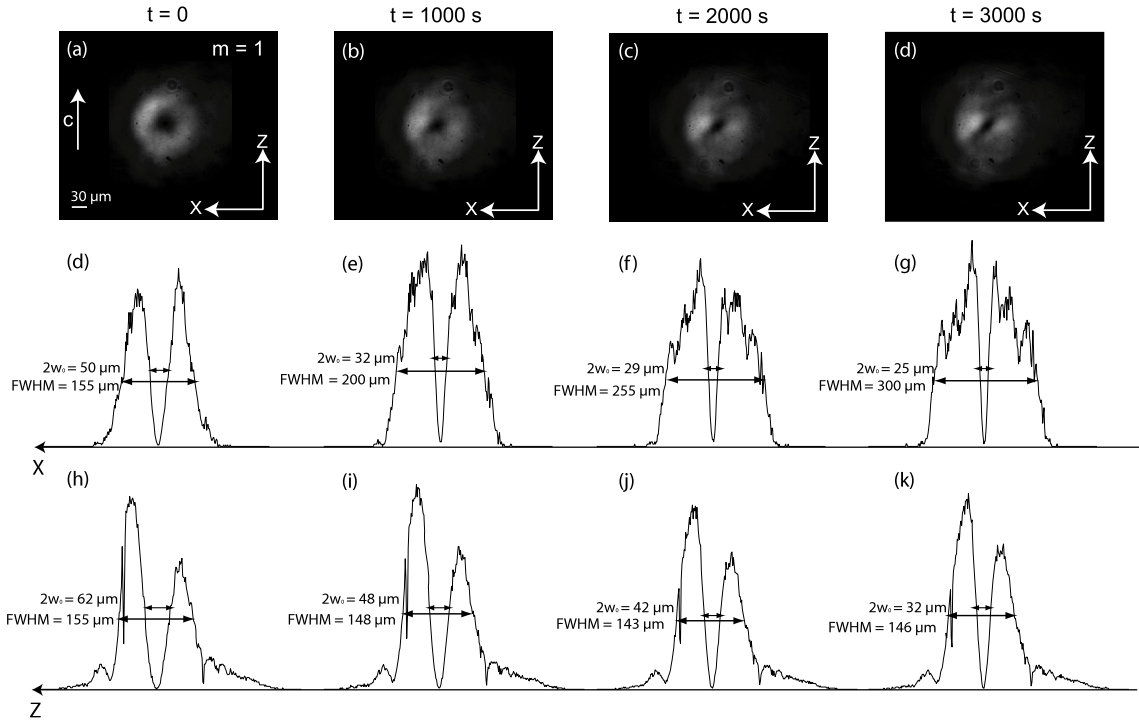 t = 0
t = 1000 s
t = 2000 s
t = 3000 s
(a)
m = 1
(b)
(c)
(d)
c
Z
Z
Z
Z
30 µm
X
X
X
X
(d)
(e)
(f)
(g)
2w₀ = 50 µm
FWHM = 155 µm
2w₀ = 32 µm
FWHM = 200 µm
2w₀ = 29 µm
FWHM = 255 µm
2w₀ = 25 µm
FWHM = 300 µm
X
(h)
(i)
(j)
(k)
2w₀ = 62 µm
FWHM = 155 µm
2w₀ = 48 µm
FWHM = 148 µm
2w₀ = 42 µm
FWHM = 143 µm
2w₀ = 32 µm
FWHM = 146 µm
Z